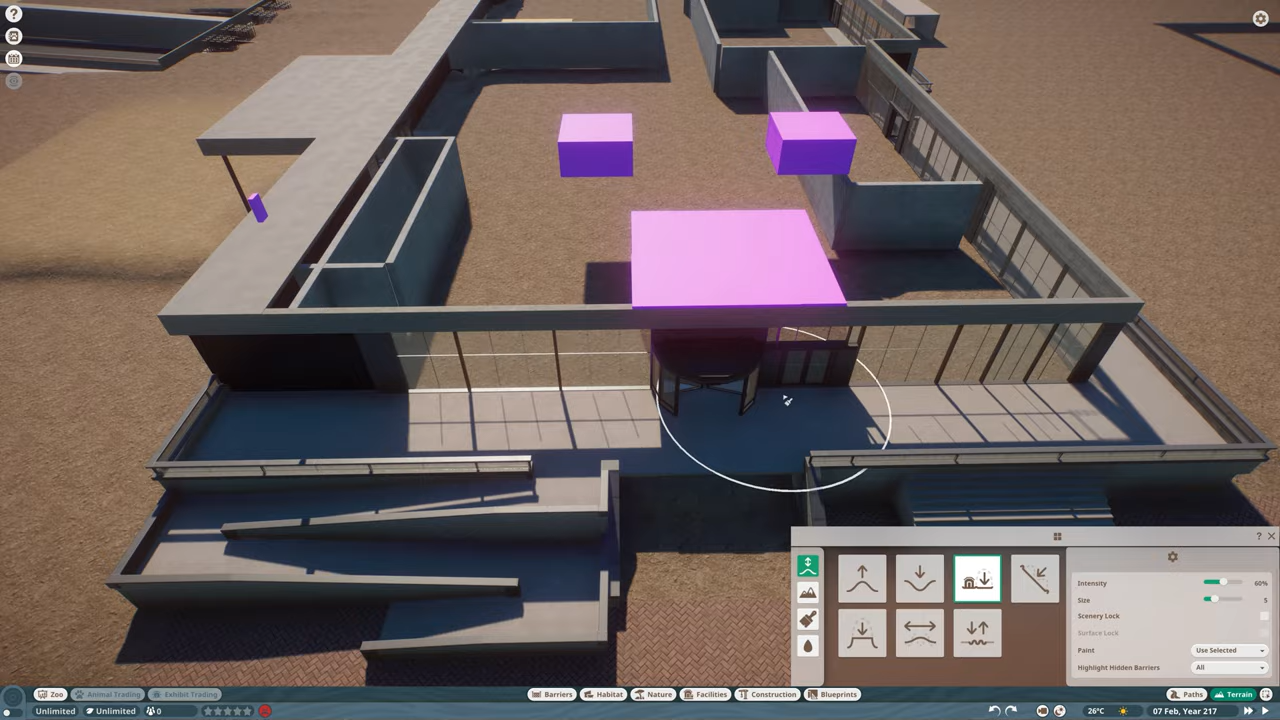 ?
? ×
Intensity 60%
Size 5
Scenery Lock
Surface Lock
Paint Use Selected
Highlight Hidden Barriers All
Zoo Animal Trading Exhibit Trading Barriers Habitat Nature Facilities Construction Blueprints Paths Terrain
Unlimited Unlimited 0 26°C 07 Feb, Year 217